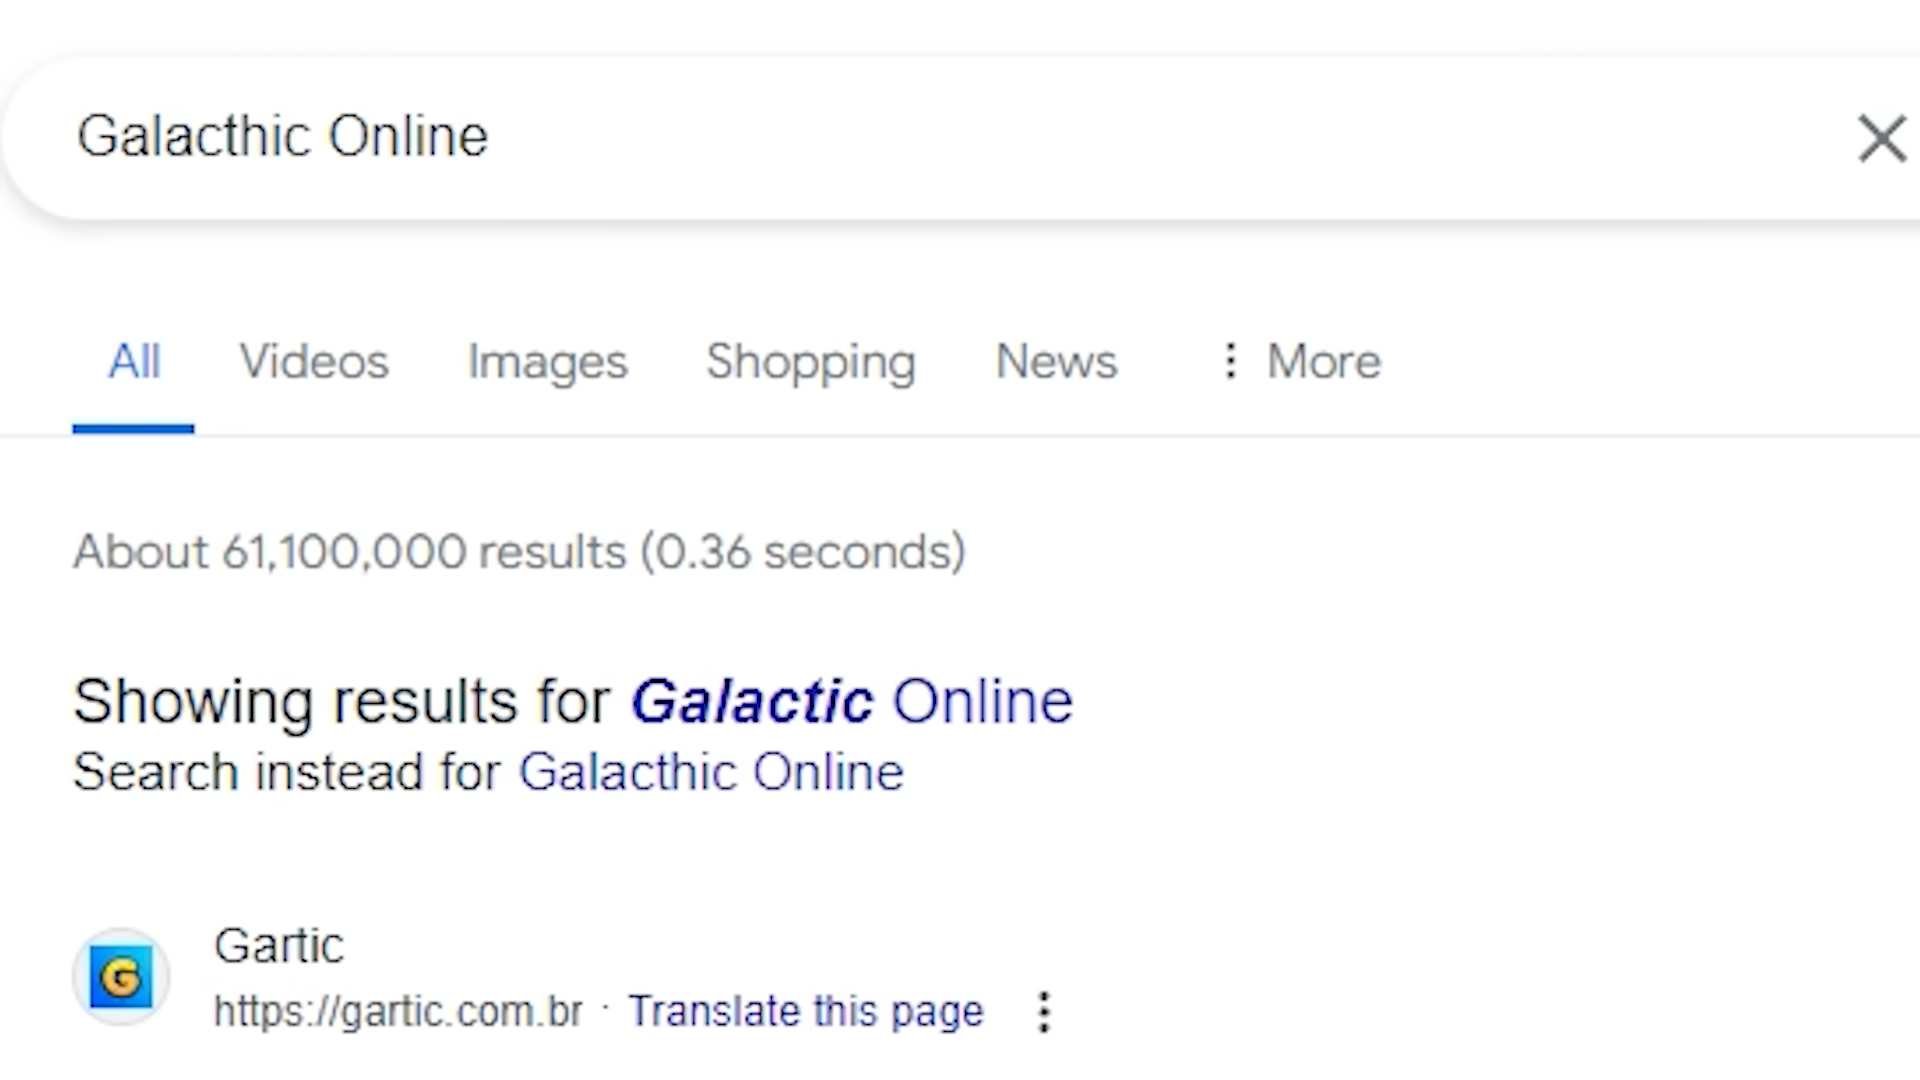 Galacthic Online
All Videos Images Shopping News More
About 61,100,000 results (0.36 seconds)
Showing results for Galactic Online
Search instead for Galacthic Online
G
Gartic
https://gartic.com.br · Translate this page